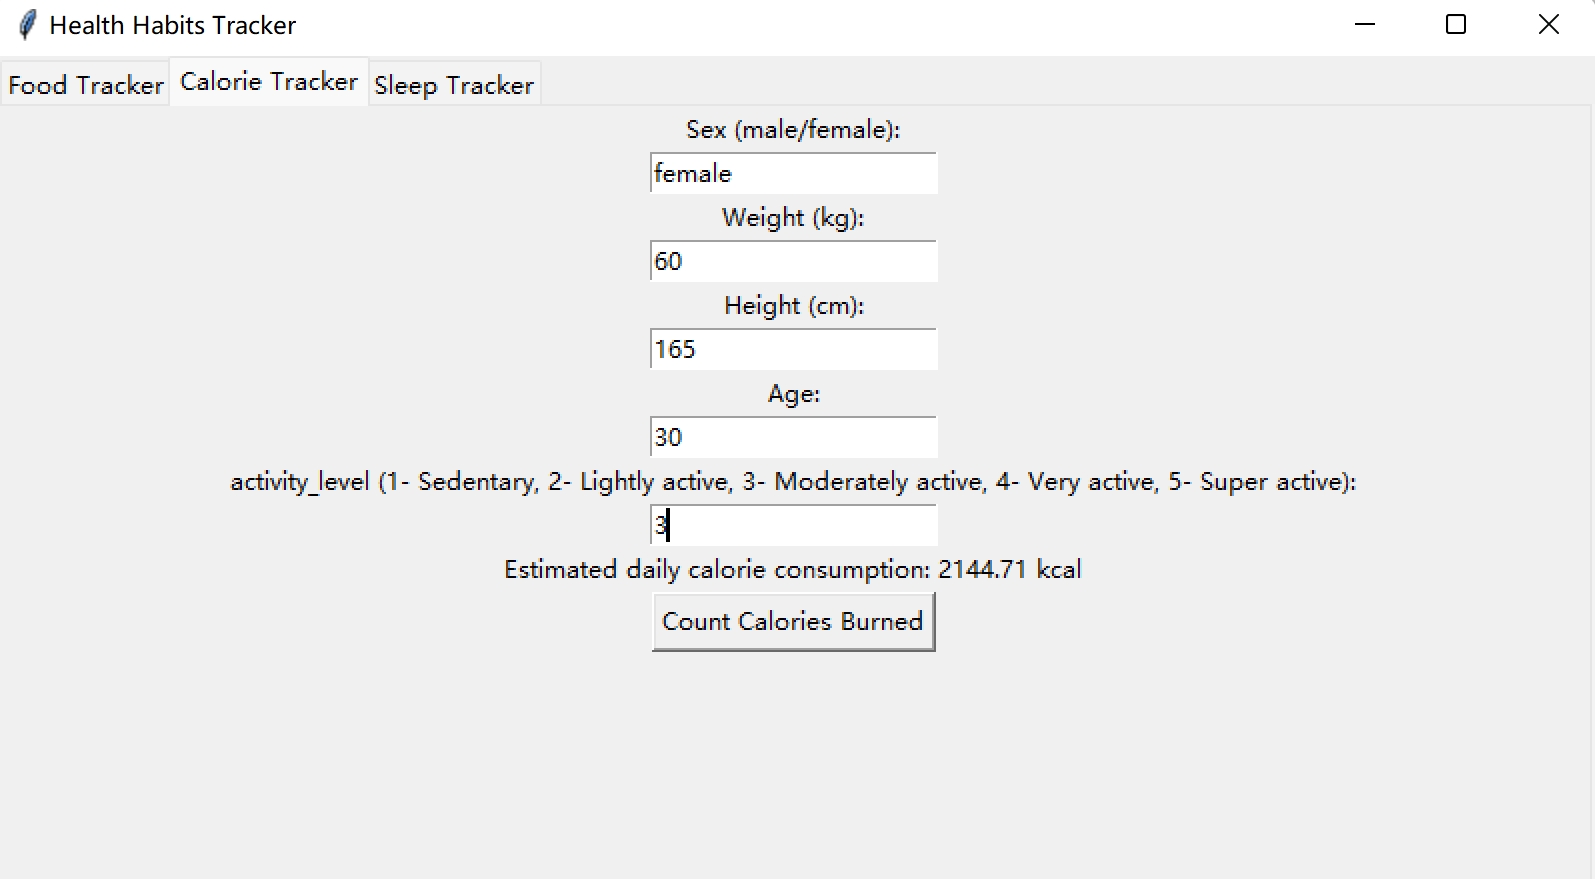 Health Habits Tracker
Food Tracker Calorie Tracker Sleep Tracker
Sex (male/female):
female
Weight (kg):
60
Height (cm):
165
Age:
30
activity_level (1- Sedentary, 2- Lightly active, 3- Moderately active, 4- Very active, 5- Super active):
3
Estimated daily calorie consumption: 2144.71 kcal
Count Calories Burned